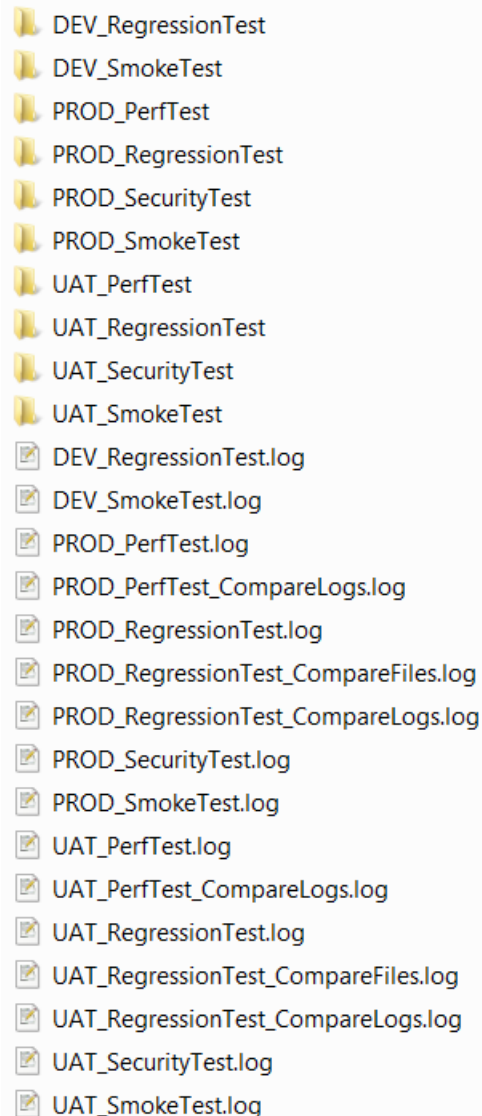 DEV_RegressionTest
DEV_SmokeTest
PROD_PerfTest
PROD_RegressionTest
PROD_SecurityTest
PROD_SmokeTest
UAT_PerfTest
UAT_RegressionTest
UAT_SecurityTest
UAT_SmokeTest
DEV_RegressionTest.log
DEV_SmokeTest.log
PROD_PerfTest.log
PROD_PerfTest_CompareLogs.log
PROD_RegressionTest.log
PROD_RegressionTest_CompareFiles.log
PROD_RegressionTest_CompareLogs.log
PROD_SecurityTest.log
PROD_SmokeTest.log
UAT_PerfTest.log
UAT_PerfTest_CompareLogs.log
UAT_RegressionTest.log
UAT_RegressionTest_CompareFiles.log
UAT_RegressionTest_CompareLogs.log
UAT_SecurityTest.log
UAT_SmokeTest.log